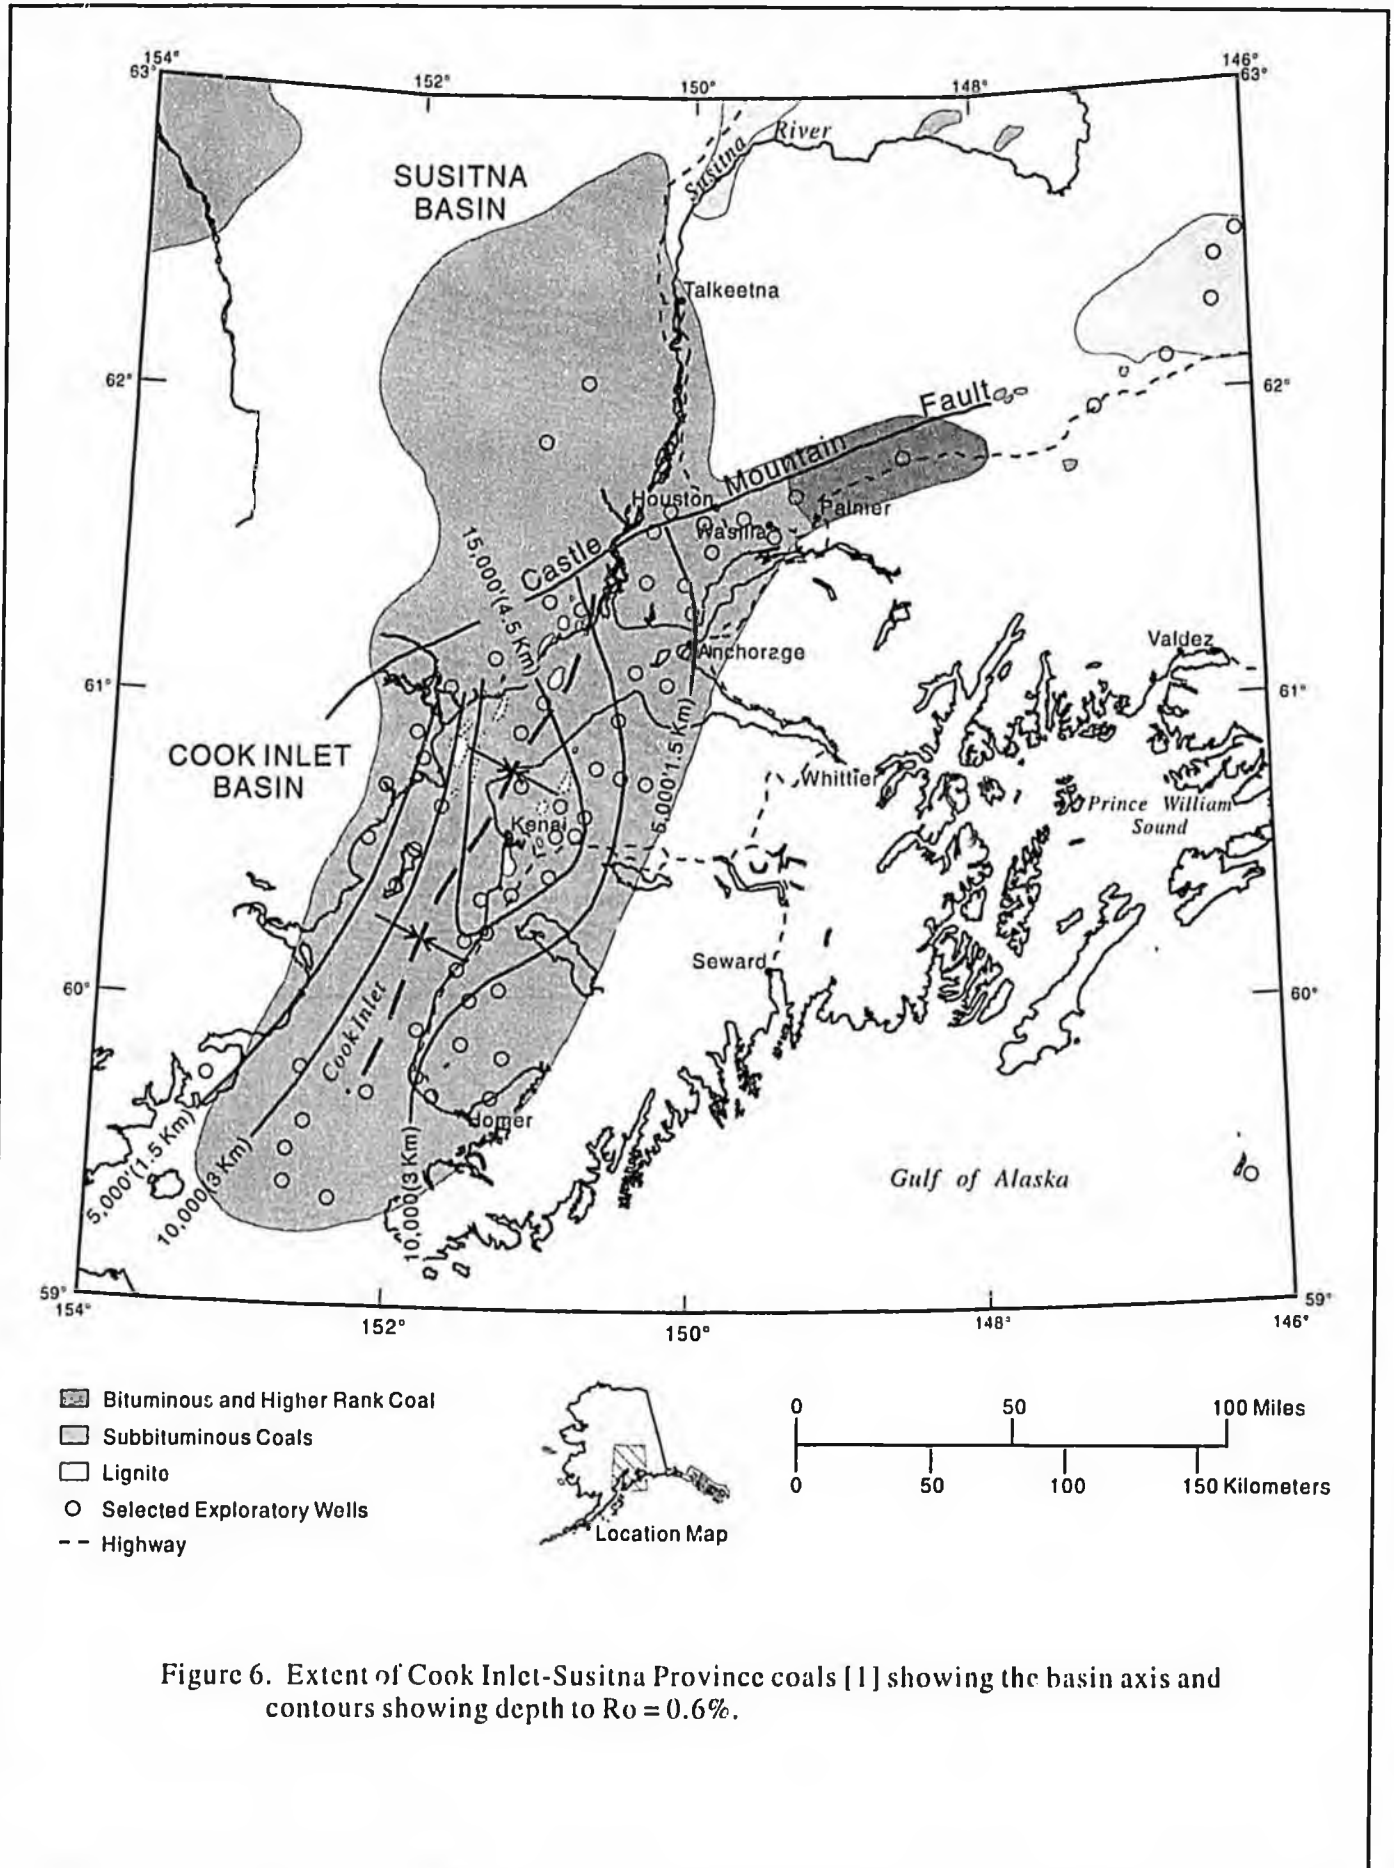 154°
63°
152°
150°
148°
146°
63°
River
Susitna
SUSITNA
BASIN
Talkeetna
62°
62°
Fault
Mountain
Houston
Palmer
Wasilla
Castle
15,000'(4.5 Km)
Anchorage
Valdez
61°
61°
COOK INLET
BASIN
5,000'1.5 Km)
Whittier
Prince William
Sound
Kenai
Seward
60°
60°
Cook Inlet
Homer
5,000'(1.5 Km)
10,000(3 Km)
10,000(3 Km)
Gulf of Alaska
59°
154°
152°
150°
148°
59°
146°
Bituminous and Higher Rank Coal
Subbituminous Coals
Lignite
Selected Exploratory Wells
Highway
Location Map
0 50 100 Miles
0 50 100 150 Kilometers
Figure 6. Extent of Cook Inlet-Susitna Province coals [1] showing the basin axis and
contours showing depth to Ro = 0.6%.